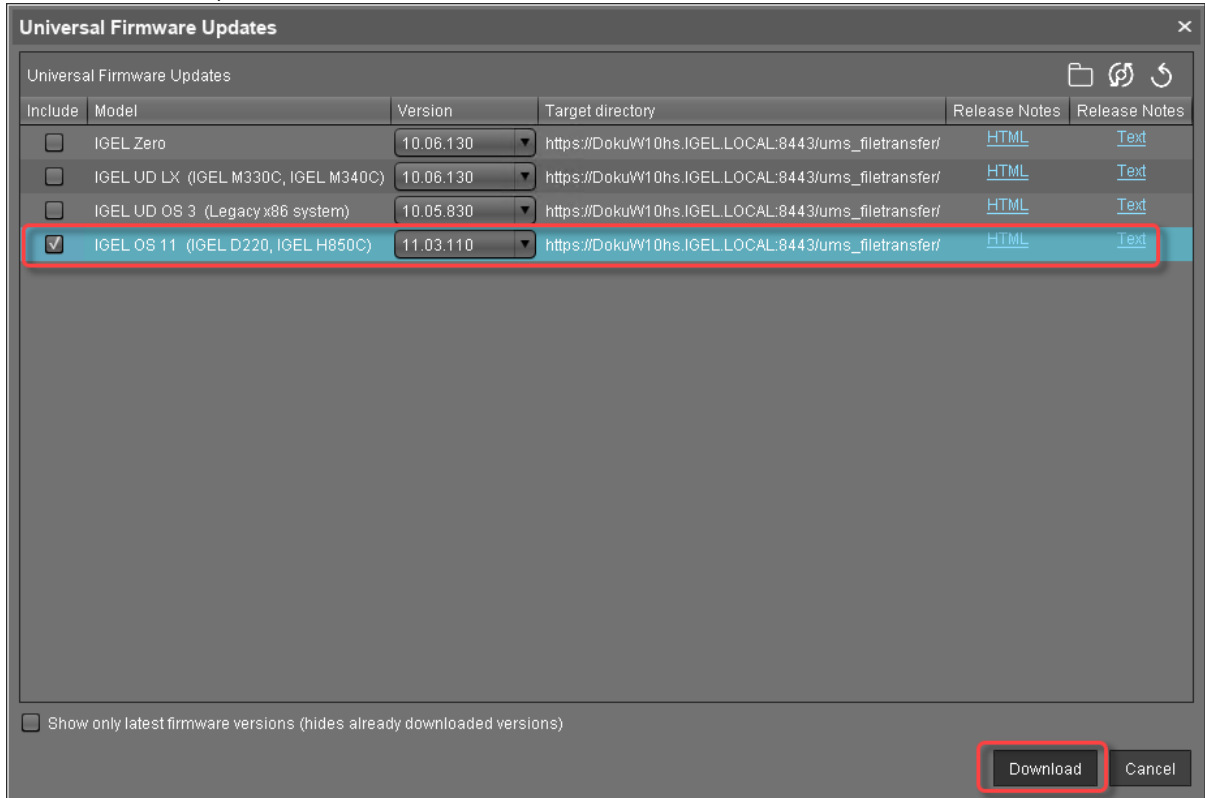 Universal Firmware Updates ×
Universal Firmware Updates
Include Model Version Target directory Release Notes Release Notes
IGEL Zero 10.06.130 https://DokuW10hs.IGEL.LOCAL:8443/ums_filetransfer/ HTML Text
IGEL UD LX (IGEL M330C, IGEL M340C) 10.06.130 https://DokuW10hs.IGEL.LOCAL:8443/ums_filetransfer/ HTML Text
IGEL UD OS 3 (Legacy x86 system) 10.05.830 https://DokuW10hs.IGEL.LOCAL:8443/ums_filetransfer/ HTML Text
IGEL OS 11 (IGEL D220, IGEL H850C) 11.03.110 https://DokuW10hs.IGEL.LOCAL:8443/ums_filetransfer/ HTML Text
Show only latest firmware versions (hides already downloaded versions)
Download Cancel